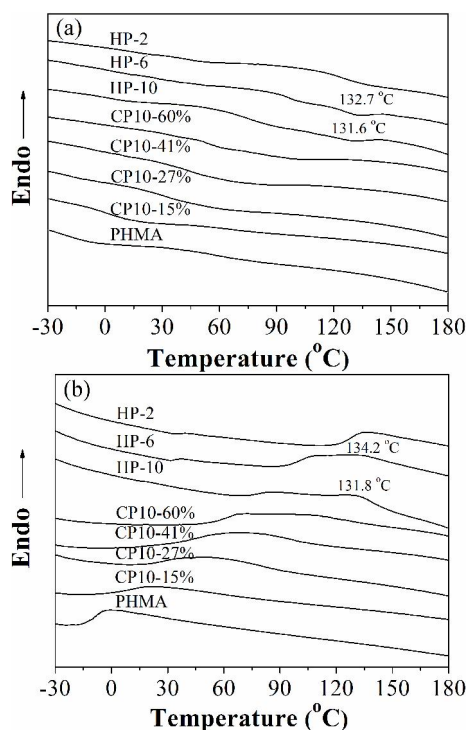 (a)
HP-2
HP-6
HP-10
132.7 °C
CP10-60%
131.6 °C
CP10-41%
CP10-27%
CP10-15%
PHMA
Endo
-30 0 30 60 90 120 150 180
Temperature (°C)
(b)
HP-2
HP-6
134.2 °C
HP-10
131.8 °C
CP10-60%
CP10-41%
CP10-27%
CP10-15%
PHMA
Endo
-30 0 30 60 90 120 150 180
Temperature (°C)